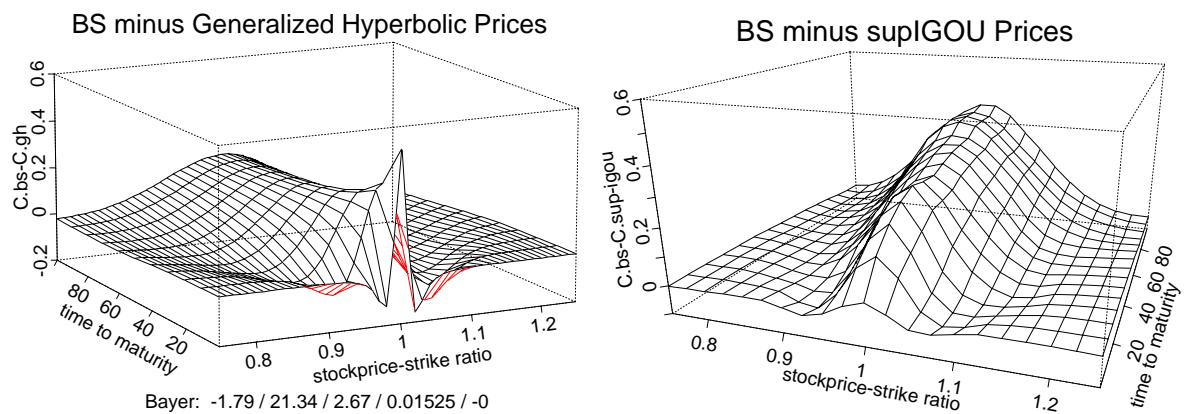 BS minus Generalized Hyperbolic Prices
C.bs-C.gh
-0.2 0 0.2 0.4 0.6
time to maturity
80 60 40 20
stockprice-strike ratio
0.8 0.9 1 1.1 1.2
Bayer: -1.79 / 21.34 / 2.67 / 0.01525 / -0
BS minus supIGOU Prices
C.bs-C.sup-igou
0 0.2 0.4 0.6
stockprice-strike ratio
0.8 0.9 1 1.1 1.2
time to maturity
20 40 60 80